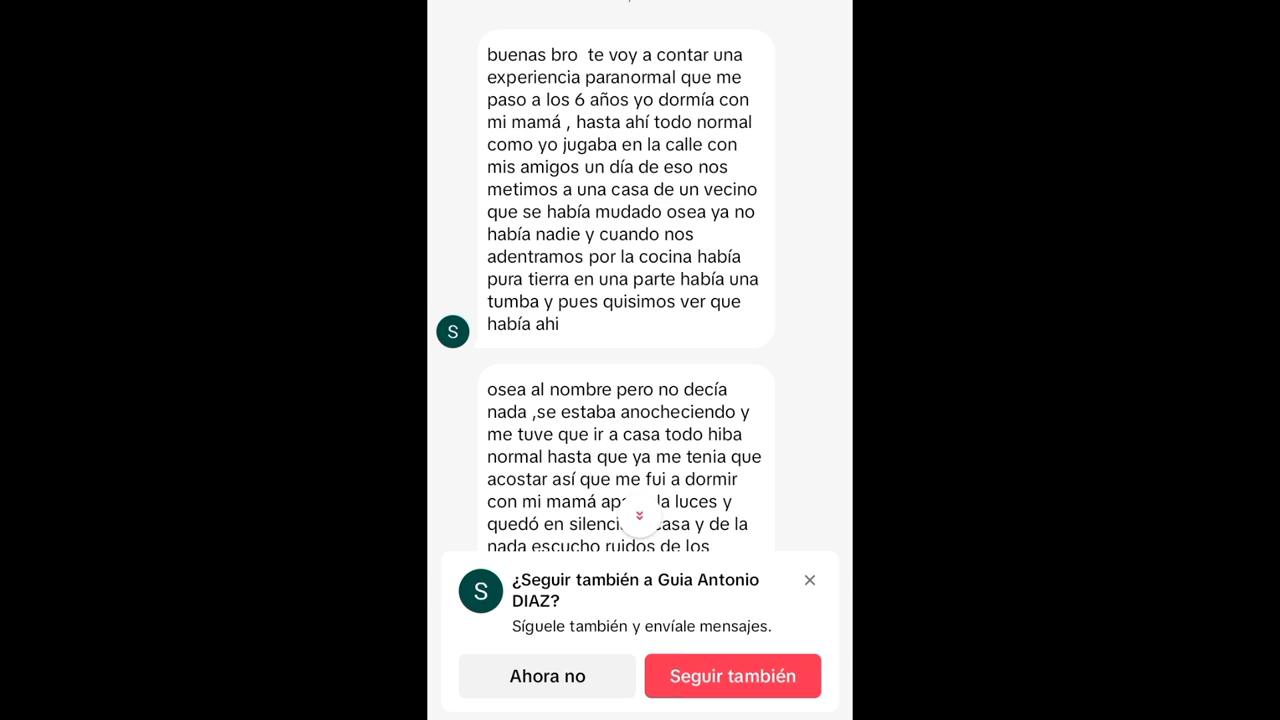 buenas bro  te voy a contar una
experiencia paranormal que me
paso a los 6 años yo dormía con
mi mamá , hasta ahí todo normal
como yo jugaba en la calle con
mis amigos un día de eso nos
metimos a una casa de un vecino
que se había mudado osea ya no
había nadie y cuando nos
adentramos por la cocina había
pura tierra en una parte había una
tumba y pues quisimos ver que
había ahi
S
osea al nombre pero no decía
nada ,se estaba anocheciendo y
me tuve que ir a casa todo hiba
normal hasta que ya me tenia que
acostar así que me fui a dormir
con mi mamá la luces y
quedó en casa y de la
nada escucho ruidos de los
S
¿Seguir también a Guia Antonio
DIAZ?
Síguele también y envíale mensajes.
Ahora no
Seguir también